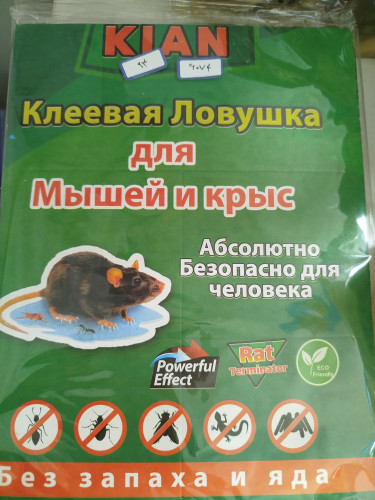 KIAN
Клеевая Ловушка
для
Мышей и крыс
Абсолютно
Безопасно для
человека
Powerful
Effect
Rat
Terminator
ECO
Friendly
Без запаха и яда